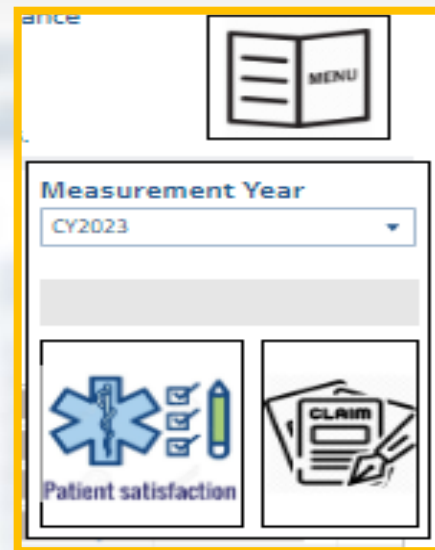 ance
MENU
Measurement Year
CY2023
CLAIM
Patient satisfaction